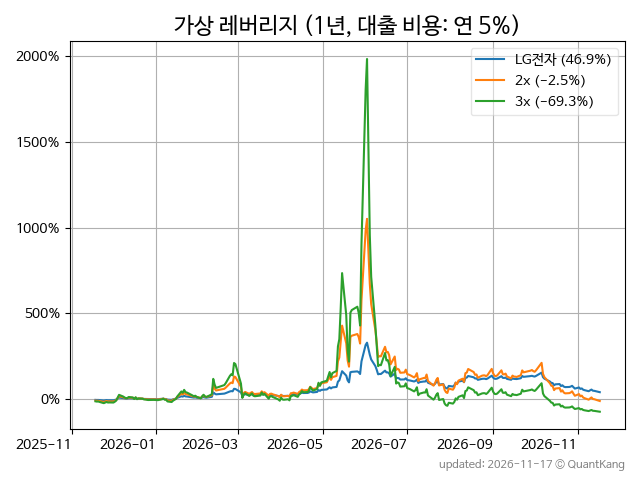 가상 레버리지 (1년, 대출 비용: 연 5%)
2000%
1500%
1000%
500%
0%
LG전자 (46.9%)
2x (−2.5%)
3x (−69.3%)
2025-11
2026-01
2026-03
2026-05
2026-07
2026-09
2026-11
updated: 2026-11-17 © QuantKang